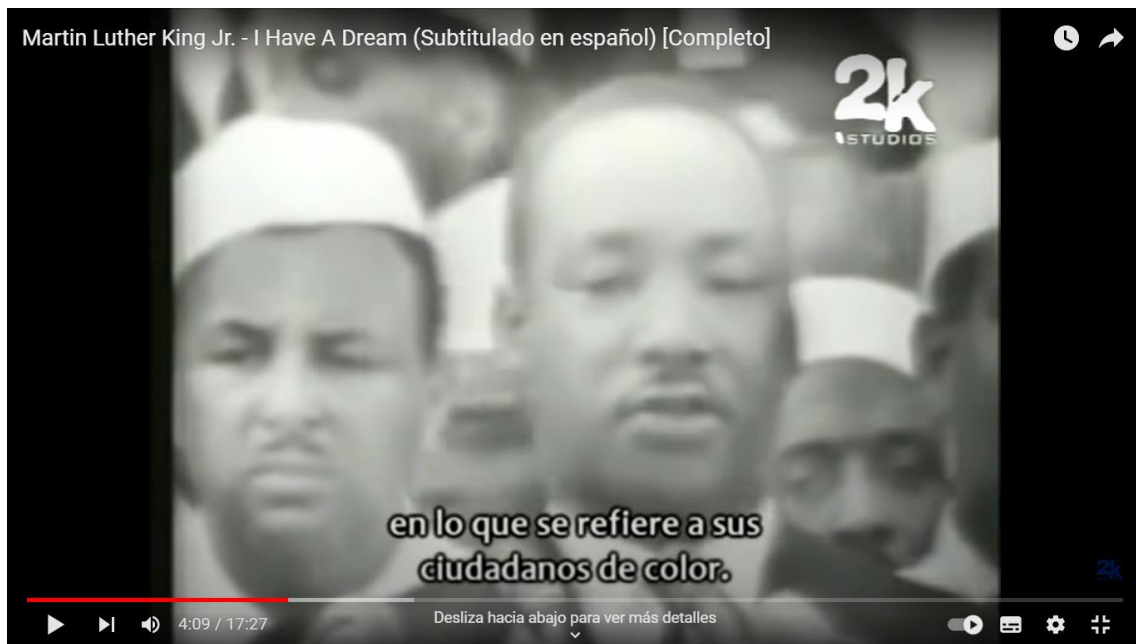 Martin Luther King Jr. - I Have A Dream (Subtitulado en español) [Completo]
2k
STUDIOS
en lo que se refiere a sus
ciudadanos de color.
2k
Desliza hacia abajo para ver más detalles
4:09 / 17:27